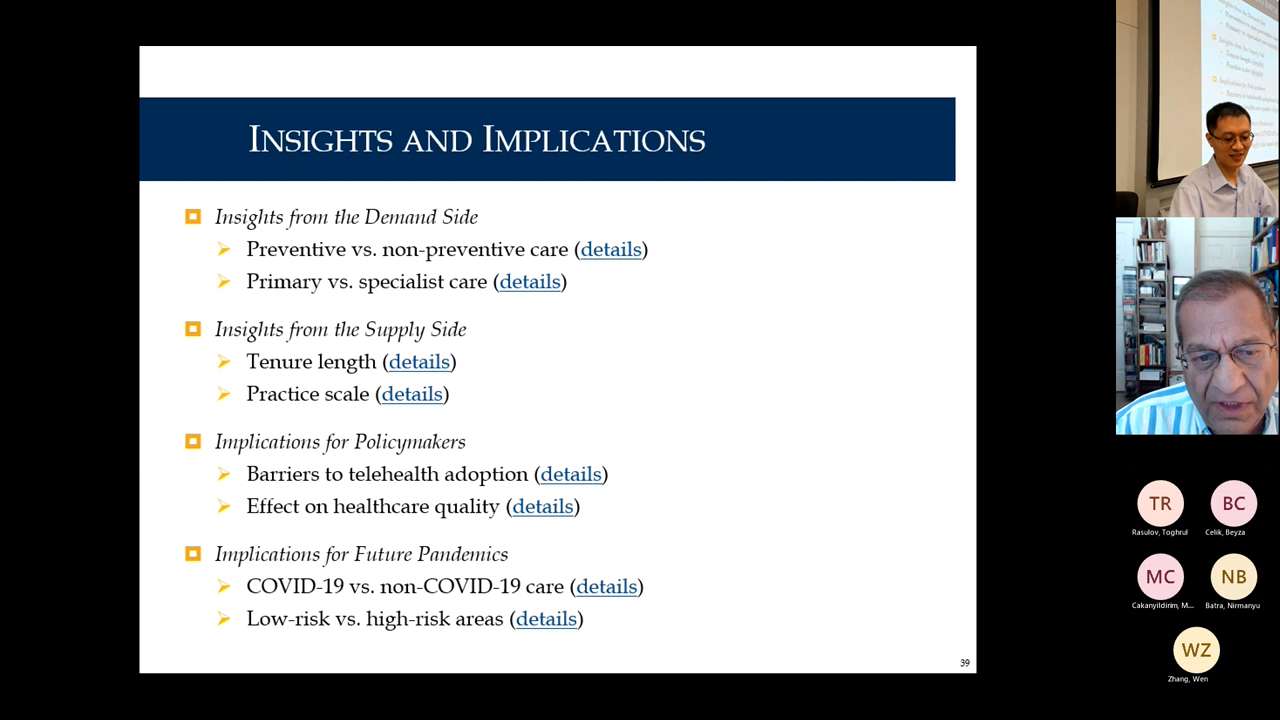 INSIGHTS AND IMPLICATIONS
Insights from the Demand Side
Preventive vs. non-preventive care (details)
Primary vs. specialist care (details)
Insights from the Supply Side
Tenure length (details)
Practice scale (details)
Implications for Policymakers
Barriers to telehealth adoption (details)
Effect on healthcare quality (details)
Implications for Future Pandemics
COVID-19 vs. non-COVID-19 care (details)
Low-risk vs. high-risk areas (details)
39
TR
BC
Rasulov, Toghrul
Celik, Beyza
MC
NB
Cakanyildirim, M...
Batra, Nirmanyu
WZ
Zhang, Wen